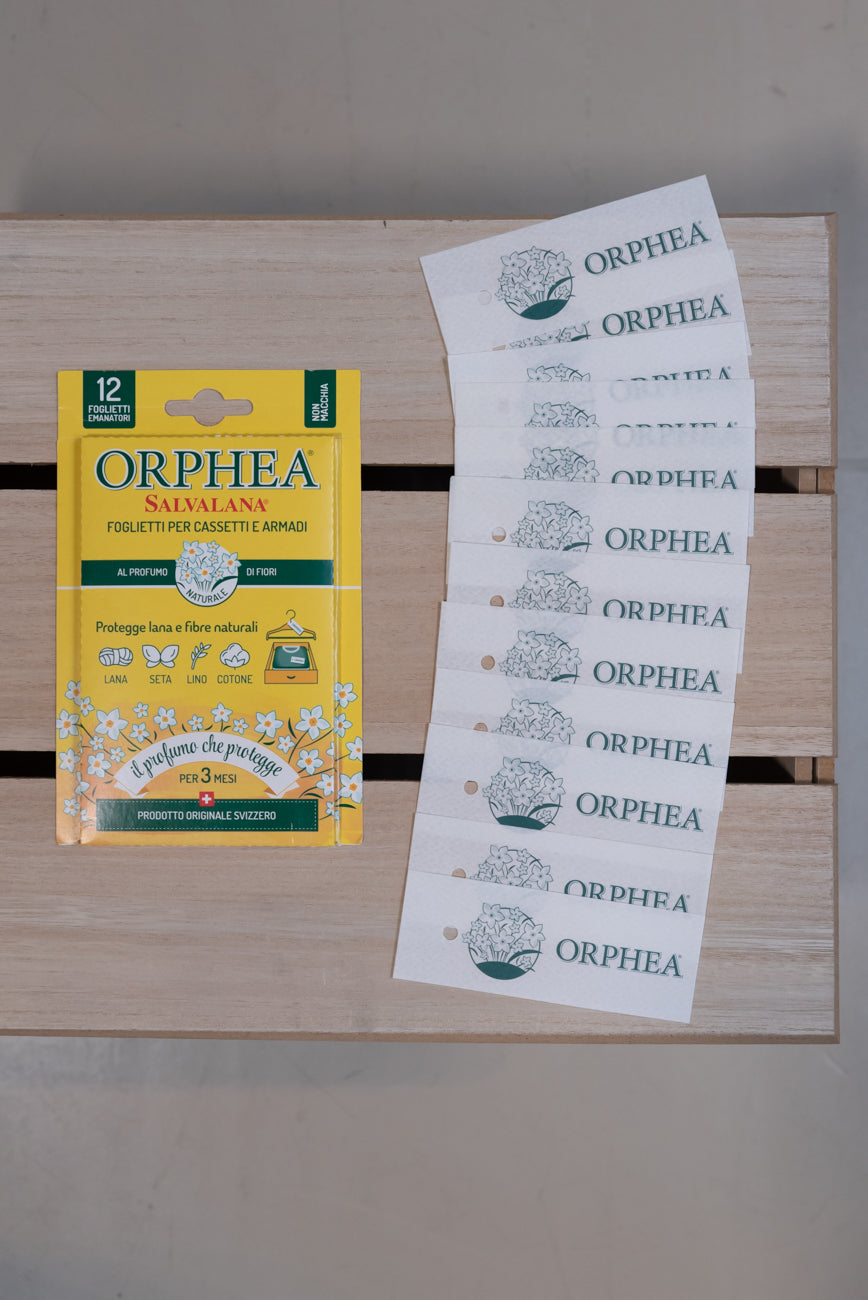 12
FOGLIETTI
EMANATORI
NON
MACCHIA
ORPHEA®
SALVALANA®
FOGLIETTI PER CASSETTI E ARMADI
AL PROFUMO DI FIORI
NATURALE
Protegge lana e fibre naturali
LANA SETA LINO COTONE
il profumo che protegge
PER 3 MESI
PRODOTTO ORIGINALE SVIZZERO
ORPHEA®
ORPHEA
ORPHEA
ORPHEA
ORPHEA
ORPHEA
ORPHEA
ORPHEA
ORPHEA
ORPHEA
ORPHEA
ORPHEA